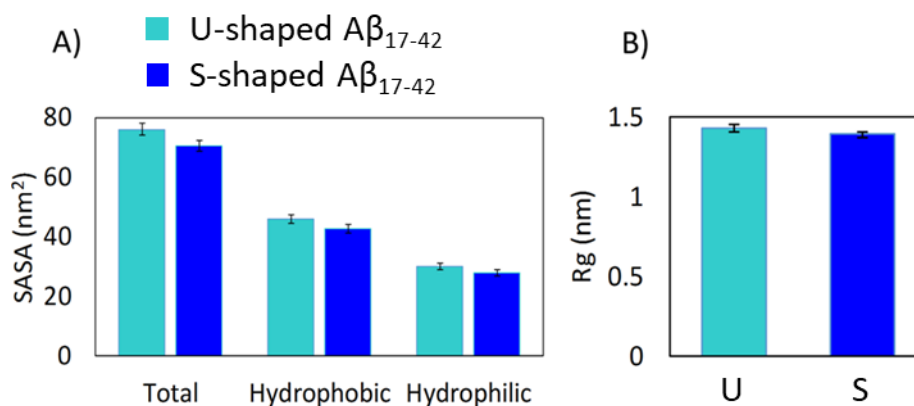 A)
U-shaped Aβ₁₇₋₄₂
S-shaped Aβ₁₇₋₄₂
SASA (nm²)
80
60
40
20
0
Total Hydrophobic Hydrophilic
B)
Rg (nm)
1.5
1
0.5
0
U S